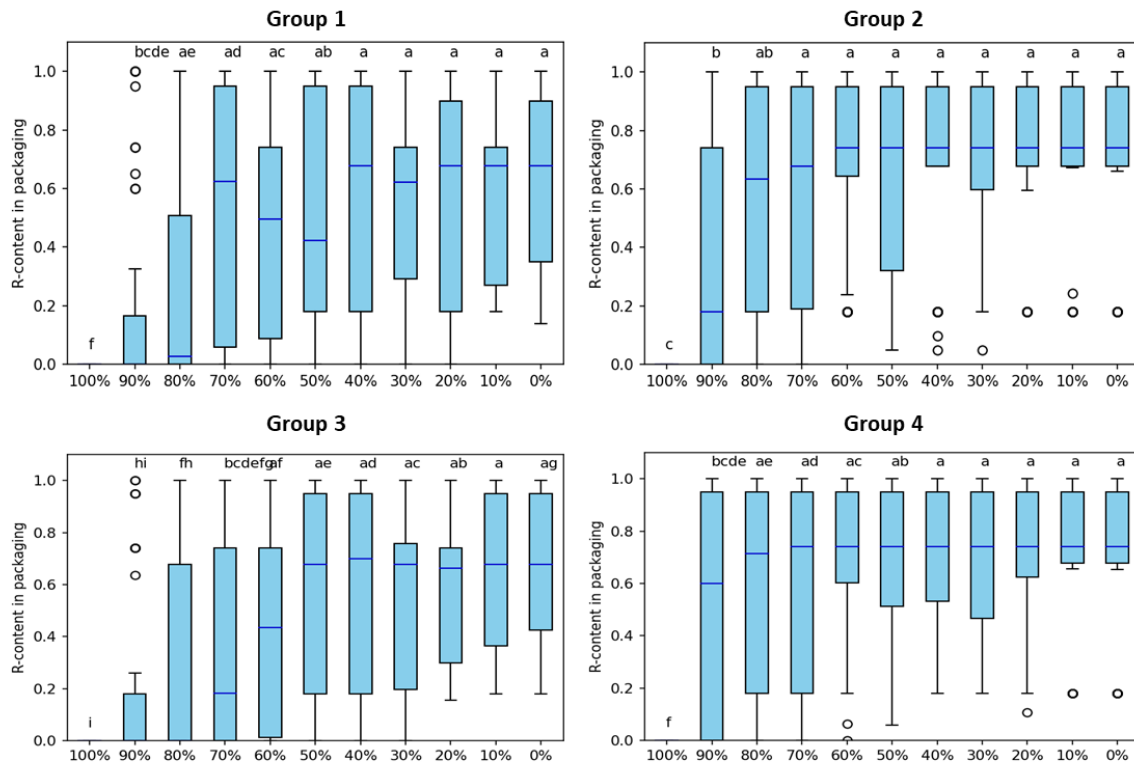 Group 1
bcde ae ad ac ab a a a a a
1.0
0.8
0.6
0.4
0.2
0.0
R-content in packaging
f
100% 90% 80% 70% 60% 50% 40% 30% 20% 10% 0%
Group 2
b ab a a a a a a a a
1.0
0.8
0.6
0.4
0.2
0.0
R-content in packaging
c
100% 90% 80% 70% 60% 50% 40% 30% 20% 10% 0%
Group 3
hi fh bcdefg af ae ad ac ab a ag
1.0
0.8
0.6
0.4
0.2
0.0
R-content in packaging
i
100% 90% 80% 70% 60% 50% 40% 30% 20% 10% 0%
Group 4
bcde ae ad ac ab a a a a a
1.0
0.8
0.6
0.4
0.2
0.0
R-content in packaging
f
100% 90% 80% 70% 60% 50% 40% 30% 20% 10% 0%